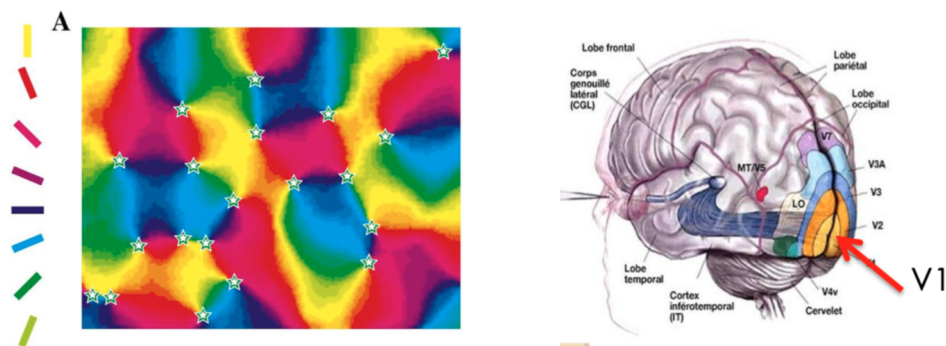 A
Lobe frontal
Corps
genouillé
latéral
(CGL)
Lobe
pariétal
Lobe
occipital
V7
V3A
MT/V5
V3
LO
V2
V1
V4v
Lobe
temporal
Cortex
inférotemporal
(IT)
Cervelet